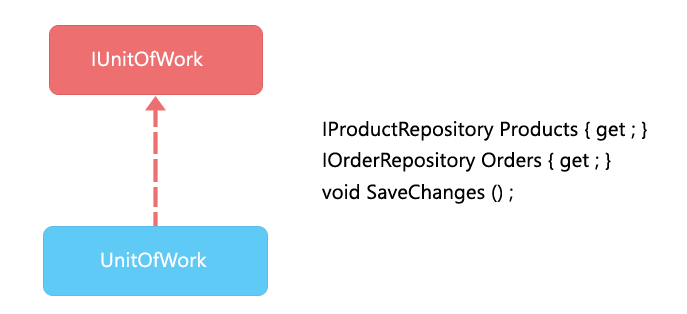 IUnitOfWork
IProductRepository Products { get ; }
IOrderRepository Orders { get ; }
void SaveChanges () ;
UnitOfWork